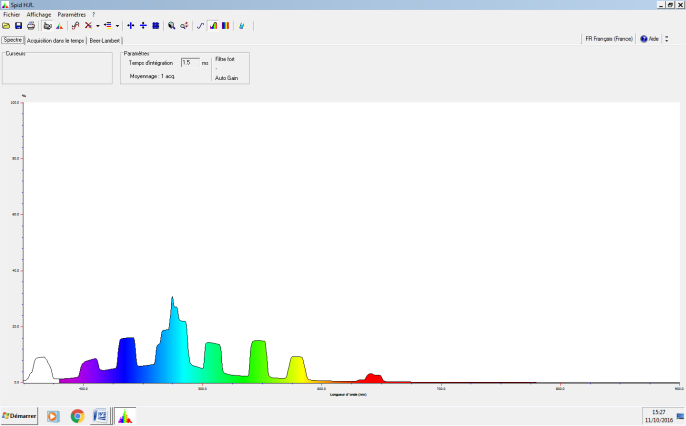 Spid H.R.
Fichier Affichage Paramètres ?
Spectre Acquisition dans le temps Beer-Lambert
FR Français (France) Aide
Curseurs
Paramètres
Temps d'intégration 1.5 ms
Filtre fort
-
Moyennage : 1 acq.
Auto Gain
%
100.0
80.0
60.0
40.0
20.0
0.0
400.0 500.0 600.0 700.0 800.0 900.0
Longueur d'onde (nm)
Démarrer
15:27
11/10/2016